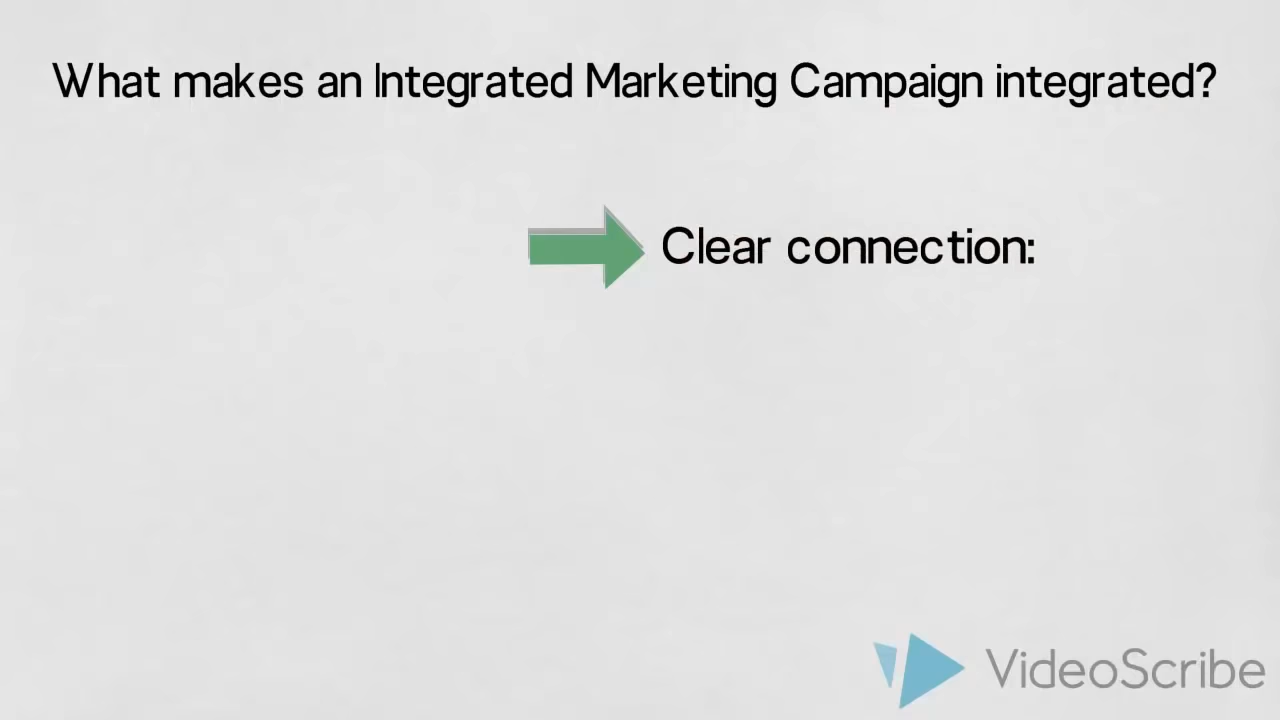 What makes an Integrated Marketing Campaign integrated?
Clear connection:
VideoScribe